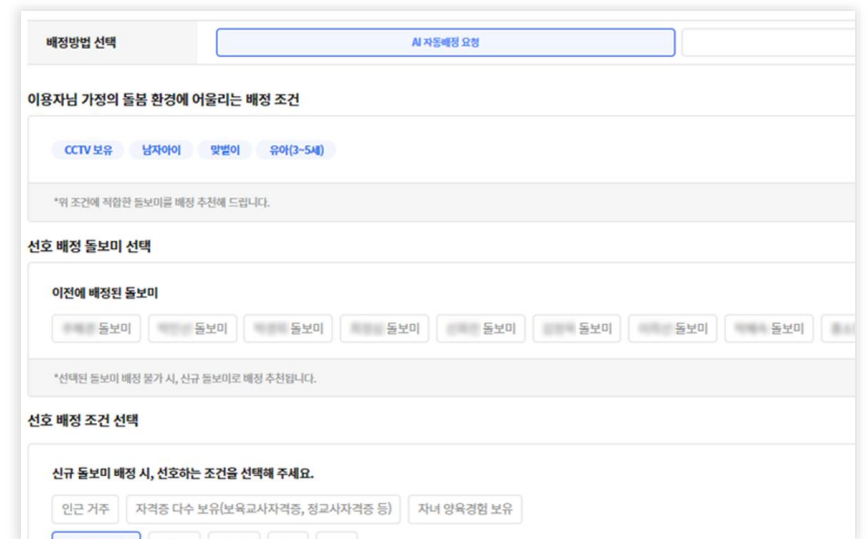 배정방법 선택 AI 자동배정 요청
이용자님 가정의 돌봄 환경에 어울리는 배정 조건
CCTV 보유 남자아이 맞벌이 유아(3~5세)
*위 조건에 적합한 돌보미를 배정 추천해 드립니다.
선호 배정 돌보미 선택
이전에 배정된 돌보미
돌보미 돌보미 돌보미 돌보미 돌보미 돌보미 돌보미 돌보미
*선택된 돌보미 배정 불가 시, 신규 돌보미로 배정 추천됩니다.
선호 배정 조건 선택
신규 돌보미 배정 시, 선호하는 조건을 선택해 주세요.
인근 거주 자격증 다수 보유(보육교사자격증, 정교사자격증 등) 자녀 양육경험 보유